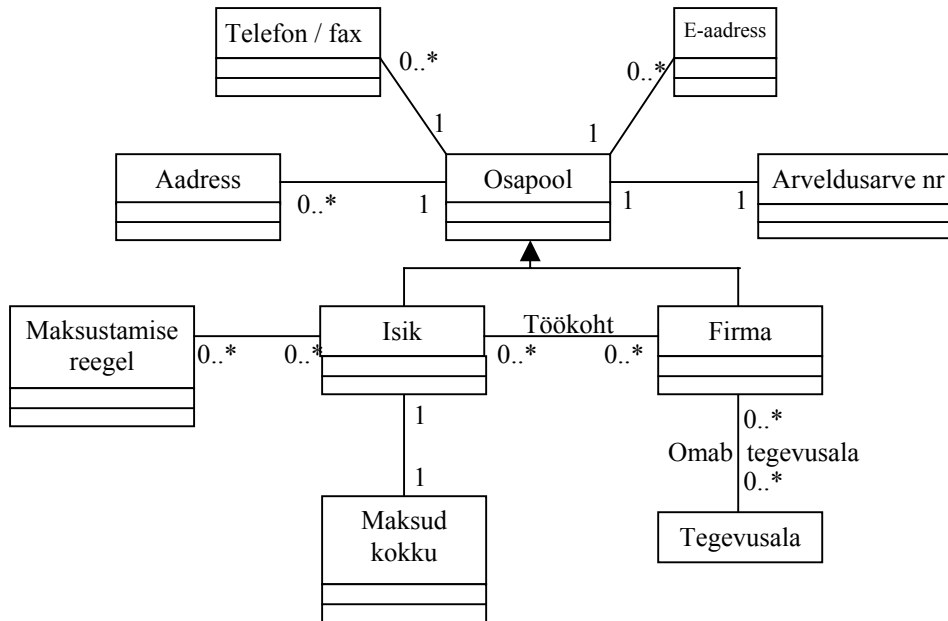 Telefon / fax
E-aadress
0..*
0..*
1
1
Aadress
Osapool
Arveldusarve nr
0..*
1
1
1
Maksustamise
reegel
Isik
Töökoht
Firma
0..*
0..*
0..*
0..*
1
0..*
Omab tegevusala
0..*
1
Maksud
kokku
Tegevusala